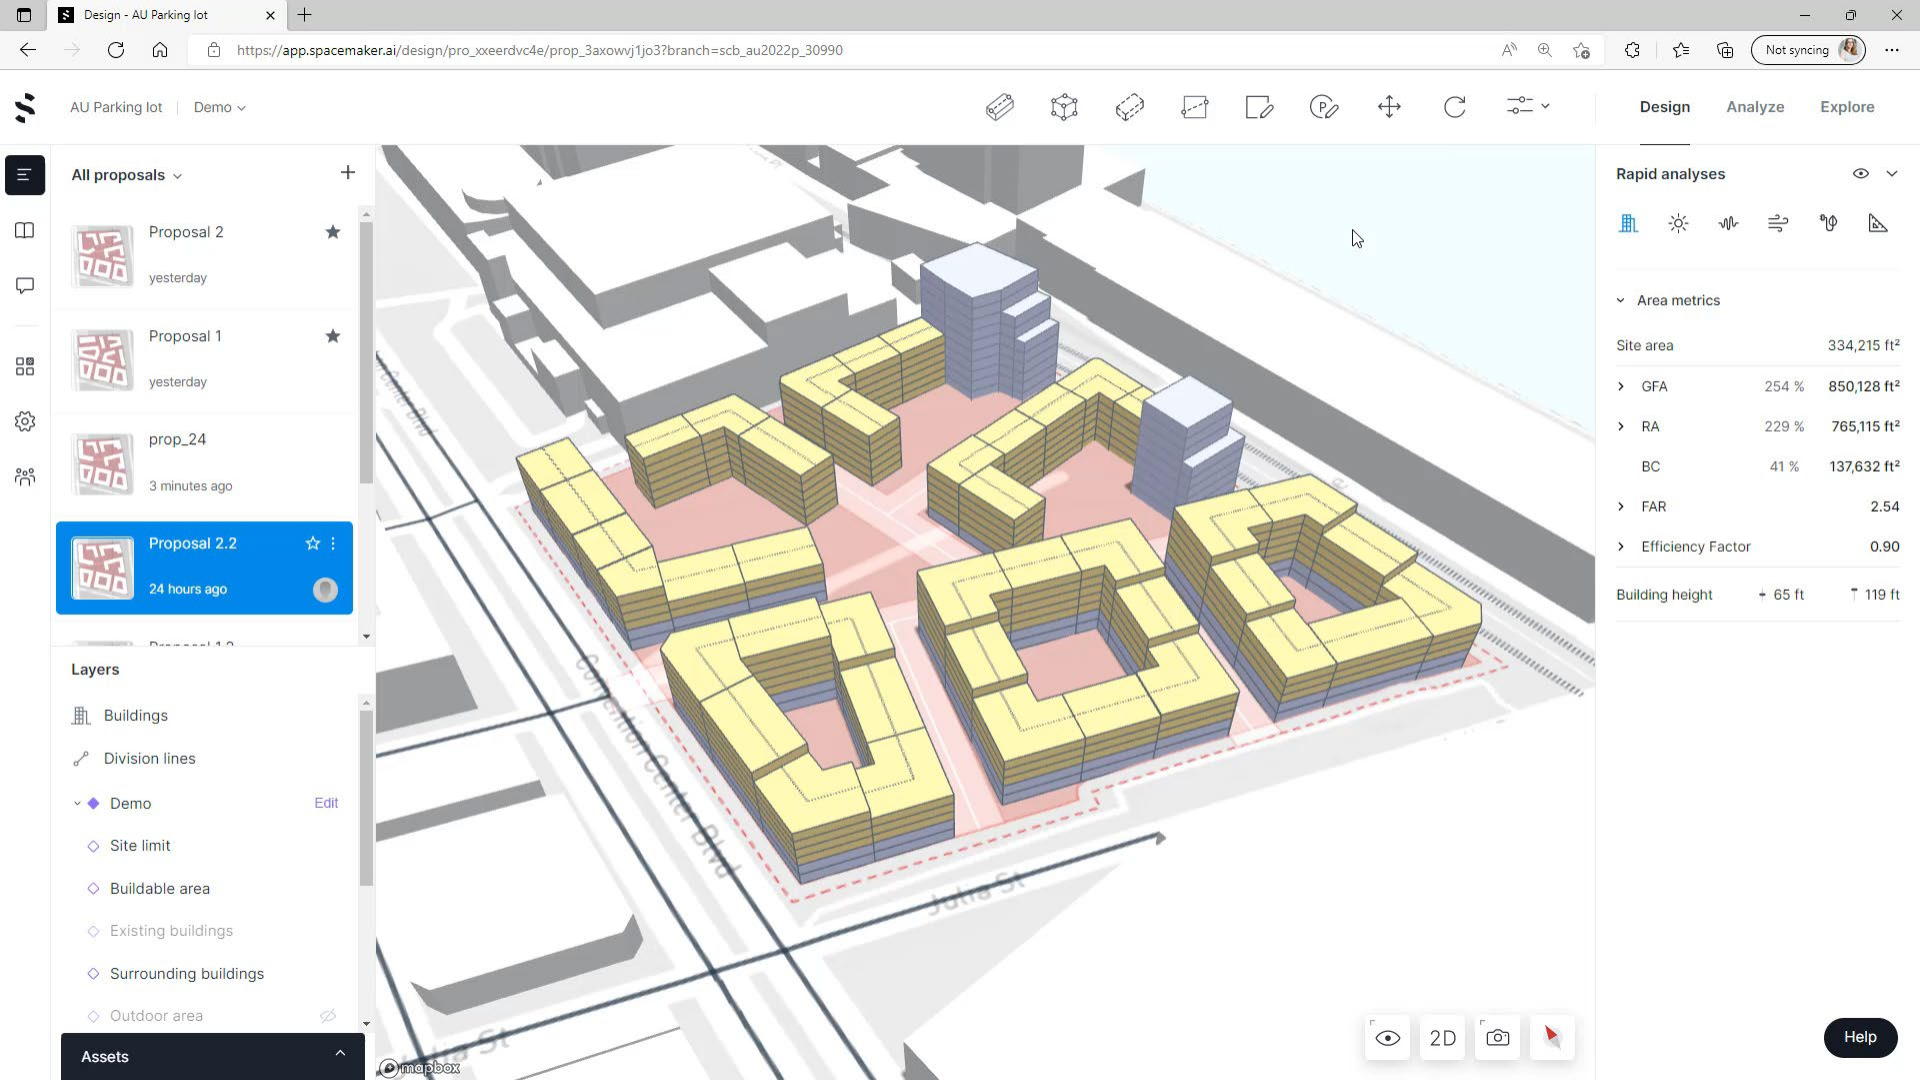 Design - AU Parking lot
https://app.spacemaker.ai/design/pro_xxeerdvc4e/prop_3axowvj1jo3?branch=scb_au2022p_30990
Not syncing
AU Parking lot
Demo
Design
Analyze
Explore
All proposals
Proposal 2
yesterday
Proposal 1
yesterday
prop_24
3 minutes ago
Proposal 2.2
24 hours ago
Layers
Buildings
Division lines
Demo
Edit
Site limit
Buildable area
Existing buildings
Surrounding buildings
Outdoor area
Assets
Convention Center Blvd
Julia St
mapbox
2D
Rapid analyses
Area metrics
Site area 334,215 ft²
GFA 254 % 850,128 ft²
RA 229 % 765,115 ft²
BC 41 % 137,632 ft²
FAR 2.54
Efficiency Factor 0.90
Building height 65 ft 119 ft
Help